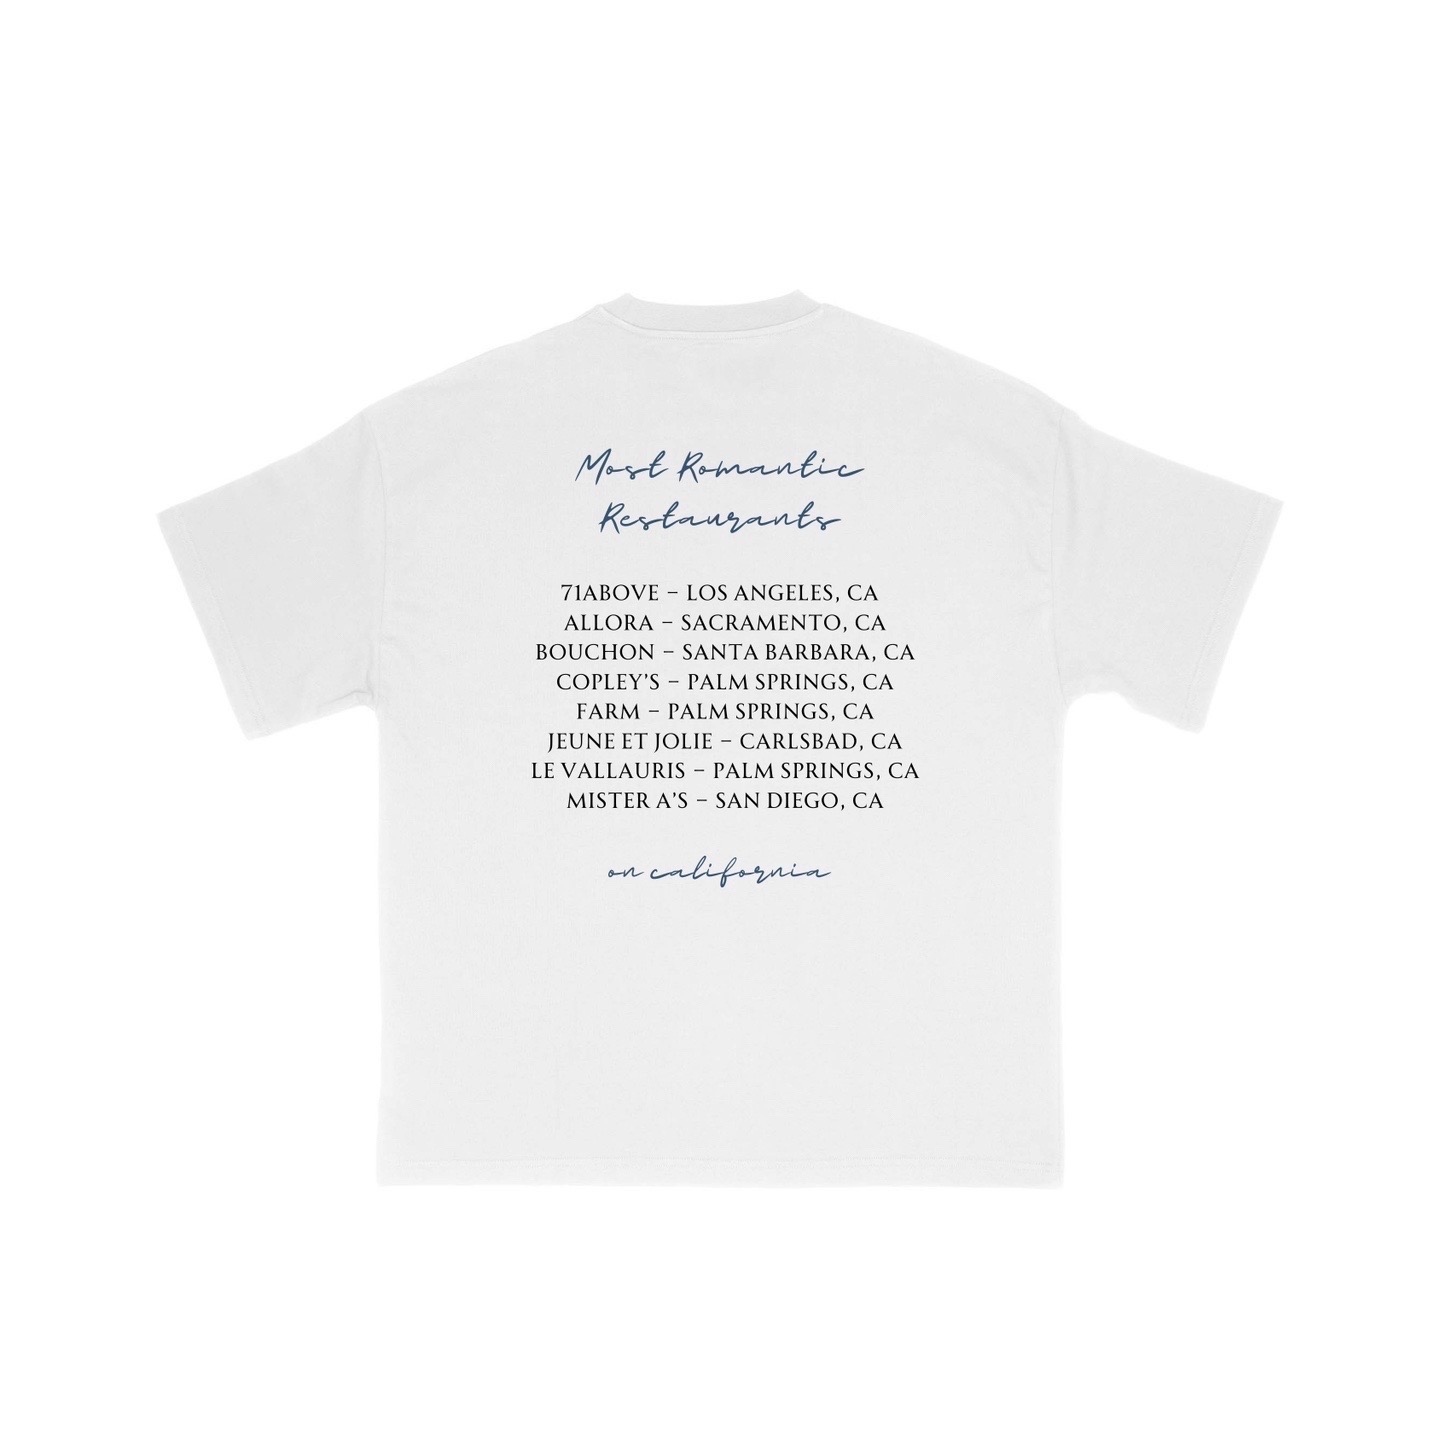 Most Romantic
Restaurants
71ABOVE – LOS ANGELES, CA
ALLORA – SACRAMENTO, CA
BOUCHON – SANTA BARBARA, CA
COPLEY'S – PALM SPRINGS, CA
FARM – PALM SPRINGS, CA
JEUNE ET JOLIE – CARLSBAD, CA
LE VALLAURIS – PALM SPRINGS, CA
MISTER A'S – SAN DIEGO, CA
on california